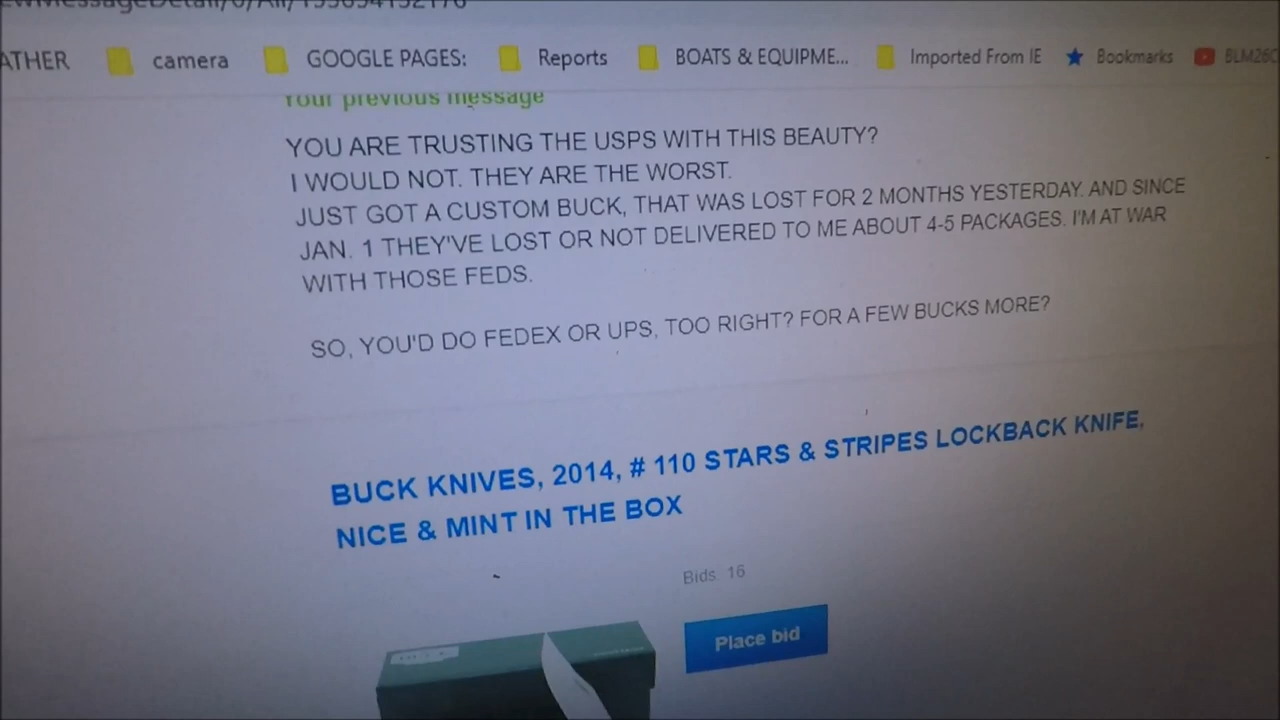 ATHER camera GOOGLE PAGES: Reports BOATS & EQUIPME... Imported From IE Bookmarks
Your previous message
YOU ARE TRUSTING THE USPS WITH THIS BEAUTY?
I WOULD NOT. THEY ARE THE WORST.
JUST GOT A CUSTOM BUCK, THAT WAS LOST FOR 2 MONTHS YESTERDAY. AND SINCE
JAN. 1 THEY'VE LOST OR NOT DELIVERED TO ME ABOUT 4-5 PACKAGES. I'M AT WAR
WITH THOSE FEDS.
SO, YOU'D DO FEDEX OR UPS, TOO RIGHT? FOR A FEW BUCKS MORE?
BUCK KNIVES, 2014, # 110 STARS & STRIPES LOCKBACK KNIFE,
NICE & MINT IN THE BOX
Bids: 16
Place bid